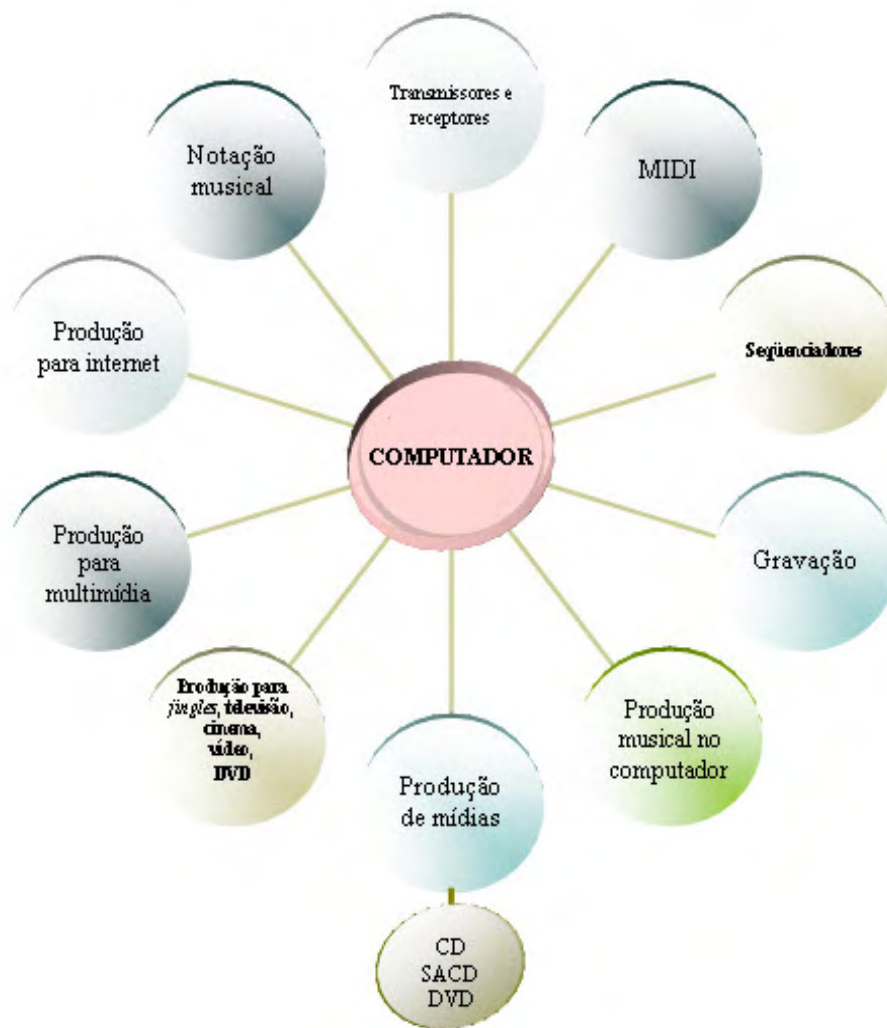 Transmissores e
receptores
MIDI
Seqüenciadores
Gravação
Produção
musical no
computador
Produção
de mídias
CD
SACD
DVD
Produção para
jingles, televisão,
cinema,
vídeo,
DVD
Produção
para
multimídia
Produção
para internet
Notação
musical
COMPUTADOR